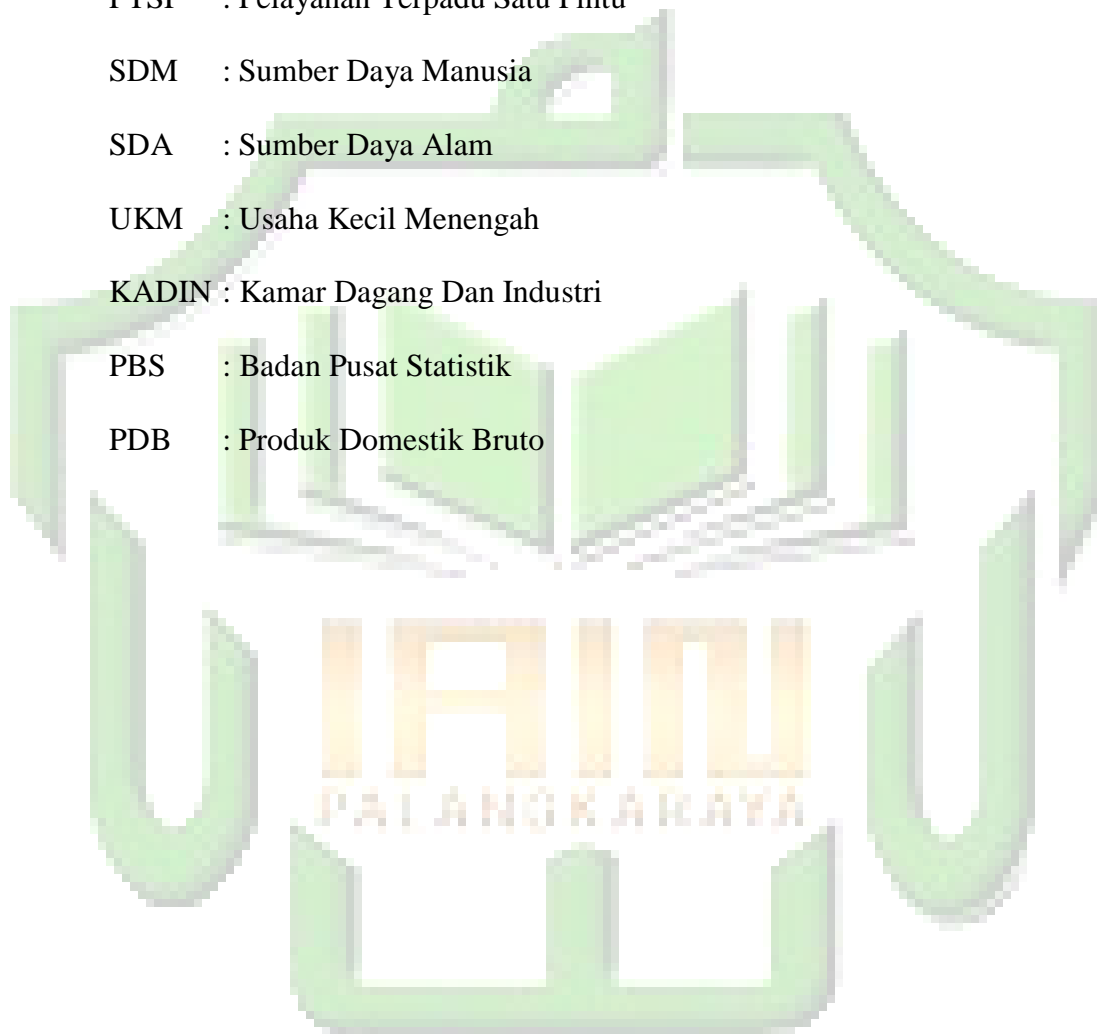 PTSP : Pelayanan Terpadu Satu Pintu
SDM : Sumber Daya Manusia
SDA : Sumber Daya Alam
UKM : Usaha Kecil Menengah
KADIN : Kamar Dagang Dan Industri
PBS : Badan Pusat Statistik
PDB : Produk Domestik Bruto
IAIN
PALANGKARAYA